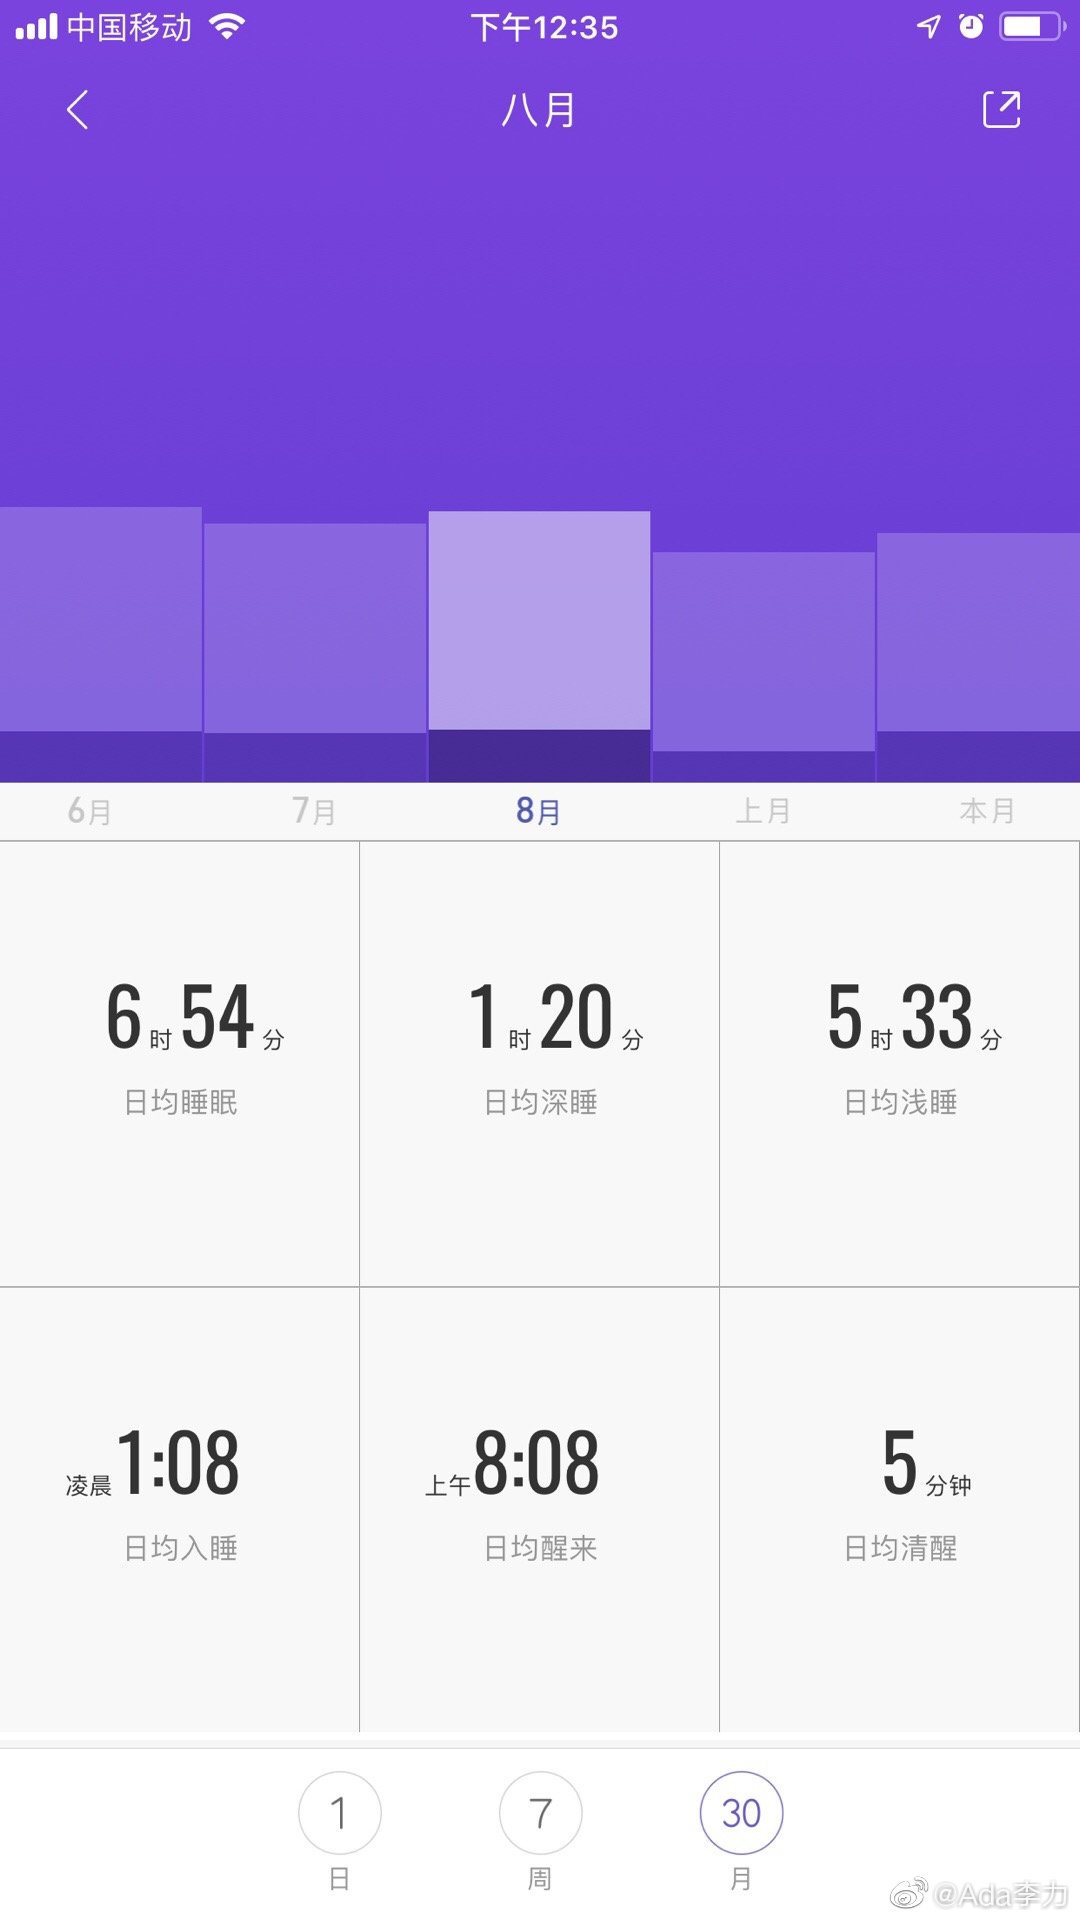 中国移动 下午12:35
八月
6月 7月 8月 上月 本月
6时54分 1时20分 5时33分
日均睡眠 日均深睡 日均浅睡
凌晨1:08 上午8:08 5分钟
日均入睡 日均醒来 日均清醒
1 7 30
日 周 月
@Ada李力